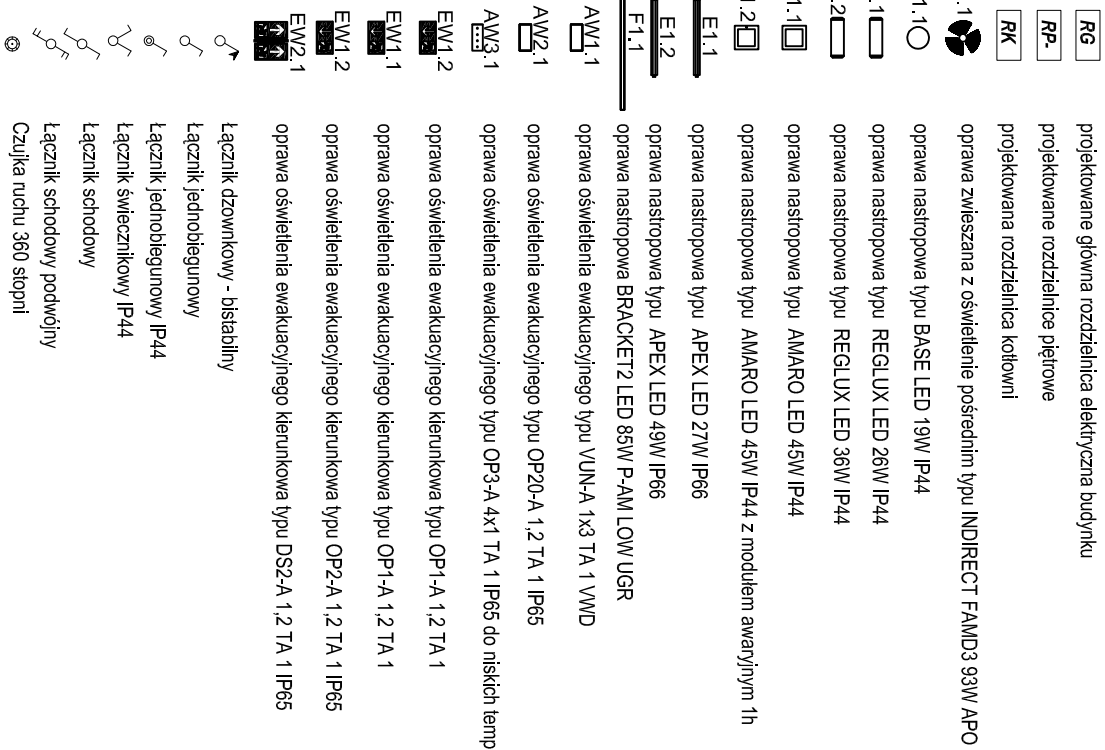 RG projektowane główna rozdzielnica elektryczna budynku
RP- projektowane rozdzielnice piętrowe
RK projektowana rozdzielnica kotłowni
.1 oprawa zwieszana z oświetlenie pośrednim typu INDIRECT FAMD3 93W APO
1.1 oprawa nastropowa typu BASE LED 19W IP44
.1 oprawa nastropowa typu REGLUX LED 26W IP44
.2 oprawa nastropowa typu REGLUX LED 36W IP44
1.1 oprawa nastropowa typu AMARO LED 45W IP44
1.2 oprawa nastropowa typu AMARO LED 45W IP44 z modułem awaryjnym 1h
E1.1 oprawa nastropowa typu APEX LED 27W IP66
E1.2 oprawa nastropowa typu APEX LED 49W IP66
F1.1 oprawa nastropowa BRACKET2 LED 85W P-AM LOW UGR
AW1.1 oprawa oświetlenia ewakuacyjnego typu VUN-A 1x3 TA 1 VWD
AW2.1 oprawa oświetlenia ewakuacyjnego typu OP20-A 1,2 TA 1 IP65
AW3.1 oprawa oświetlenia ewakuacyjnego typu OP3-A 4x1 TA 1 IP65 do niskich temp
EW1.2 oprawa oświetlenia ewakuacyjnego kierunkowa typu OP1-A 1,2 TA 1
EW1.1 oprawa oświetlenia ewakuacyjnego kierunkowa typu OP1-A 1,2 TA 1
EW1.2 oprawa oświetlenia ewakuacyjnego kierunkowa typu OP2-A 1,2 TA 1 IP65
EW2.1 oprawa oświetlenia ewakuacyjnego kierunkowa typu DS2-A 1,2 TA 1 IP65
Łącznik dzownkowy - bistabilny
Łącznik jednobiegunowy
Łącznik jednobiegunowy IP44
Łącznik świecznikowy IP44
Łącznik schodowy
Łącznik schodowy podwójny
Czujka ruchu 360 stopni